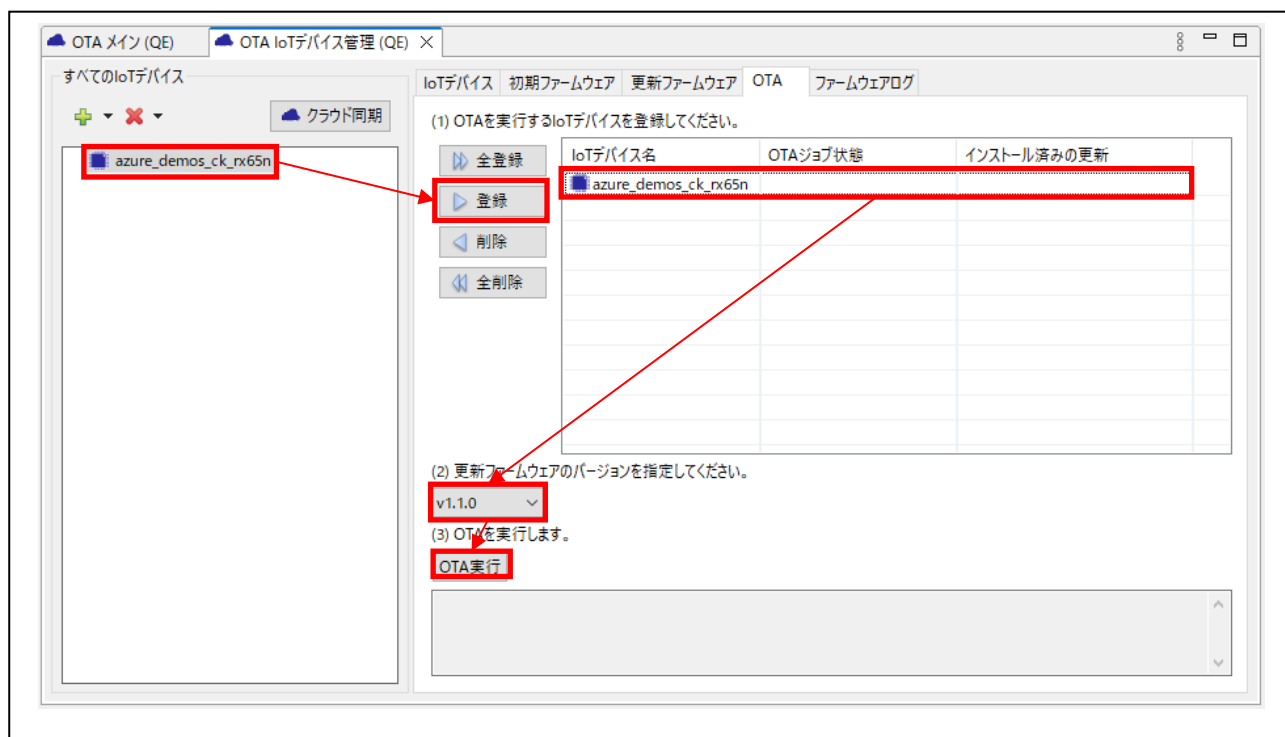 OTA メイン (QE)
OTA IoTデバイス管理 (QE)
すべてのIoTデバイス
クラウド同期
azure_demos_ck_rx65n
IoTデバイス 初期ファームウェア 更新ファームウェア OTA ファームウェアログ
(1) OTAを実行するIoTデバイスを登録してください。
全登録
登録
削除
全削除
IoTデバイス名 OTAジョブ状態 インストール済みの更新
azure_demos_ck_rx65n
(2) 更新ファームウェアのバージョンを指定してください。
v1.1.0
(3) OTAを実行します。
OTA実行